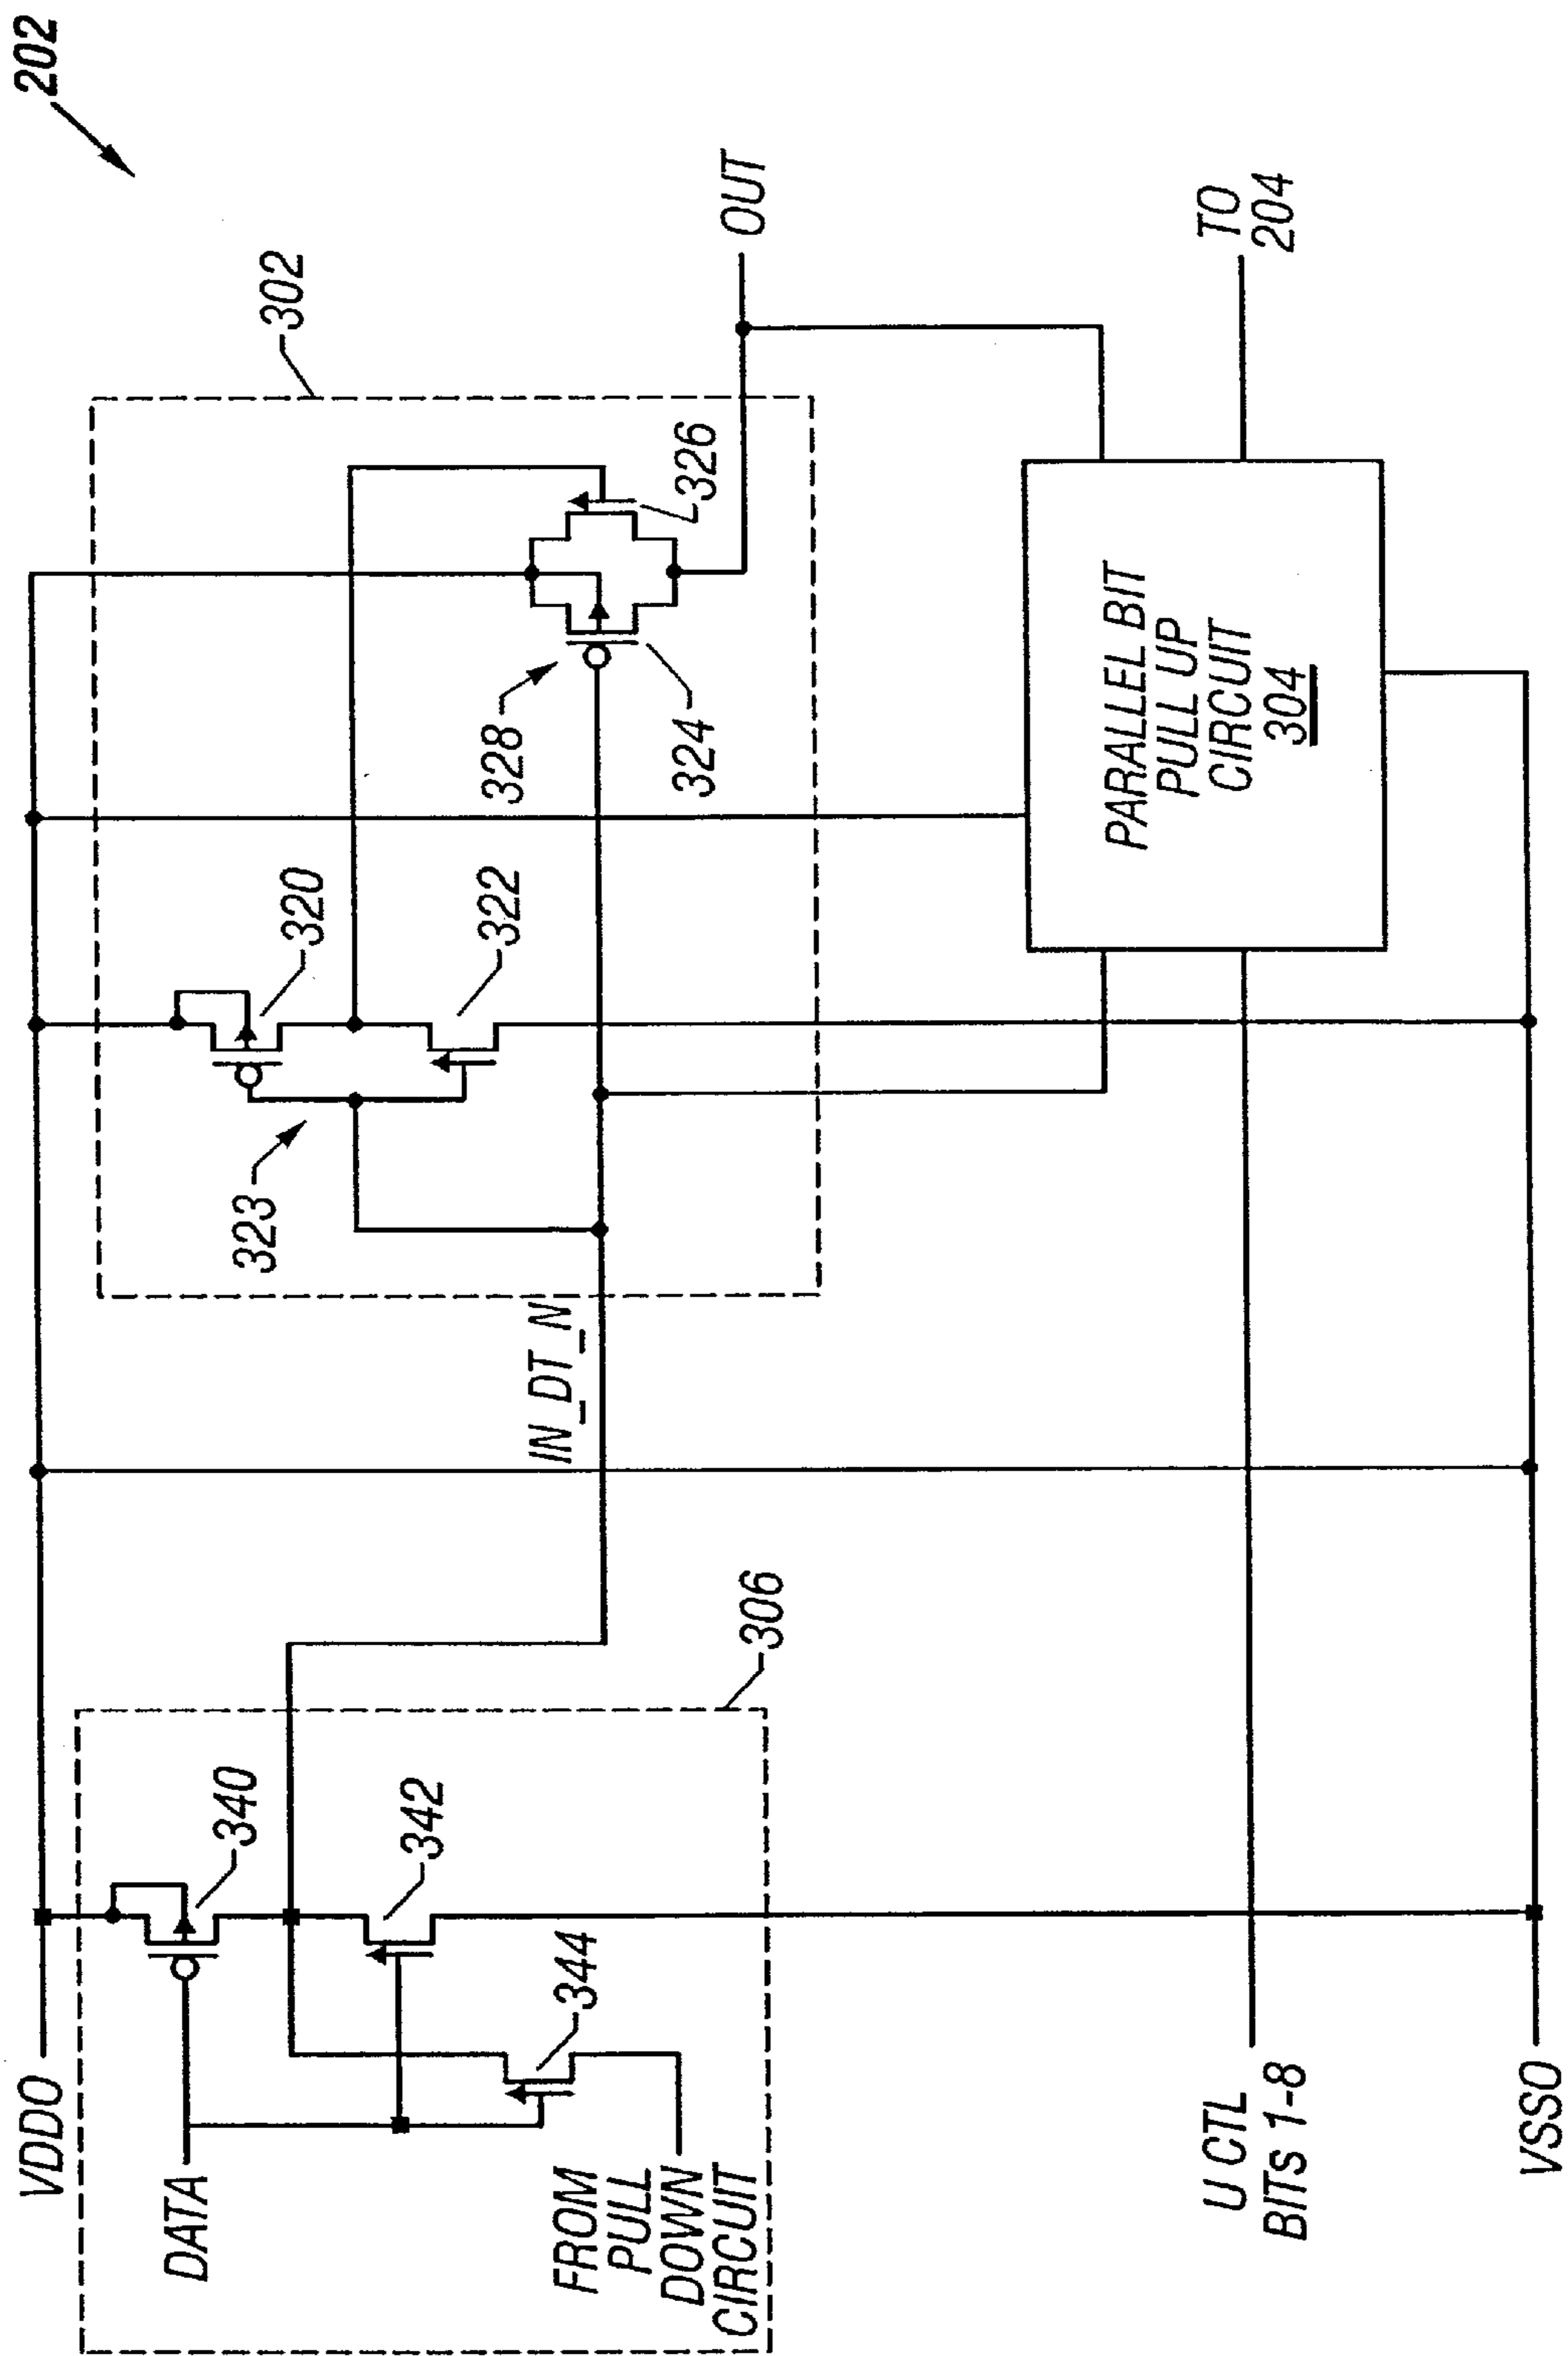 202
302
VDDO
320
322
323
328
324
326
OUT
IN_DT_N
306
340
342
344
DATA
FROM
PULL
DOWN
CIRCUIT
PARALLEL BIT
PULL UP
CIRCUIT
304
TO
204
U CTL
BITs 1-8
VSSO